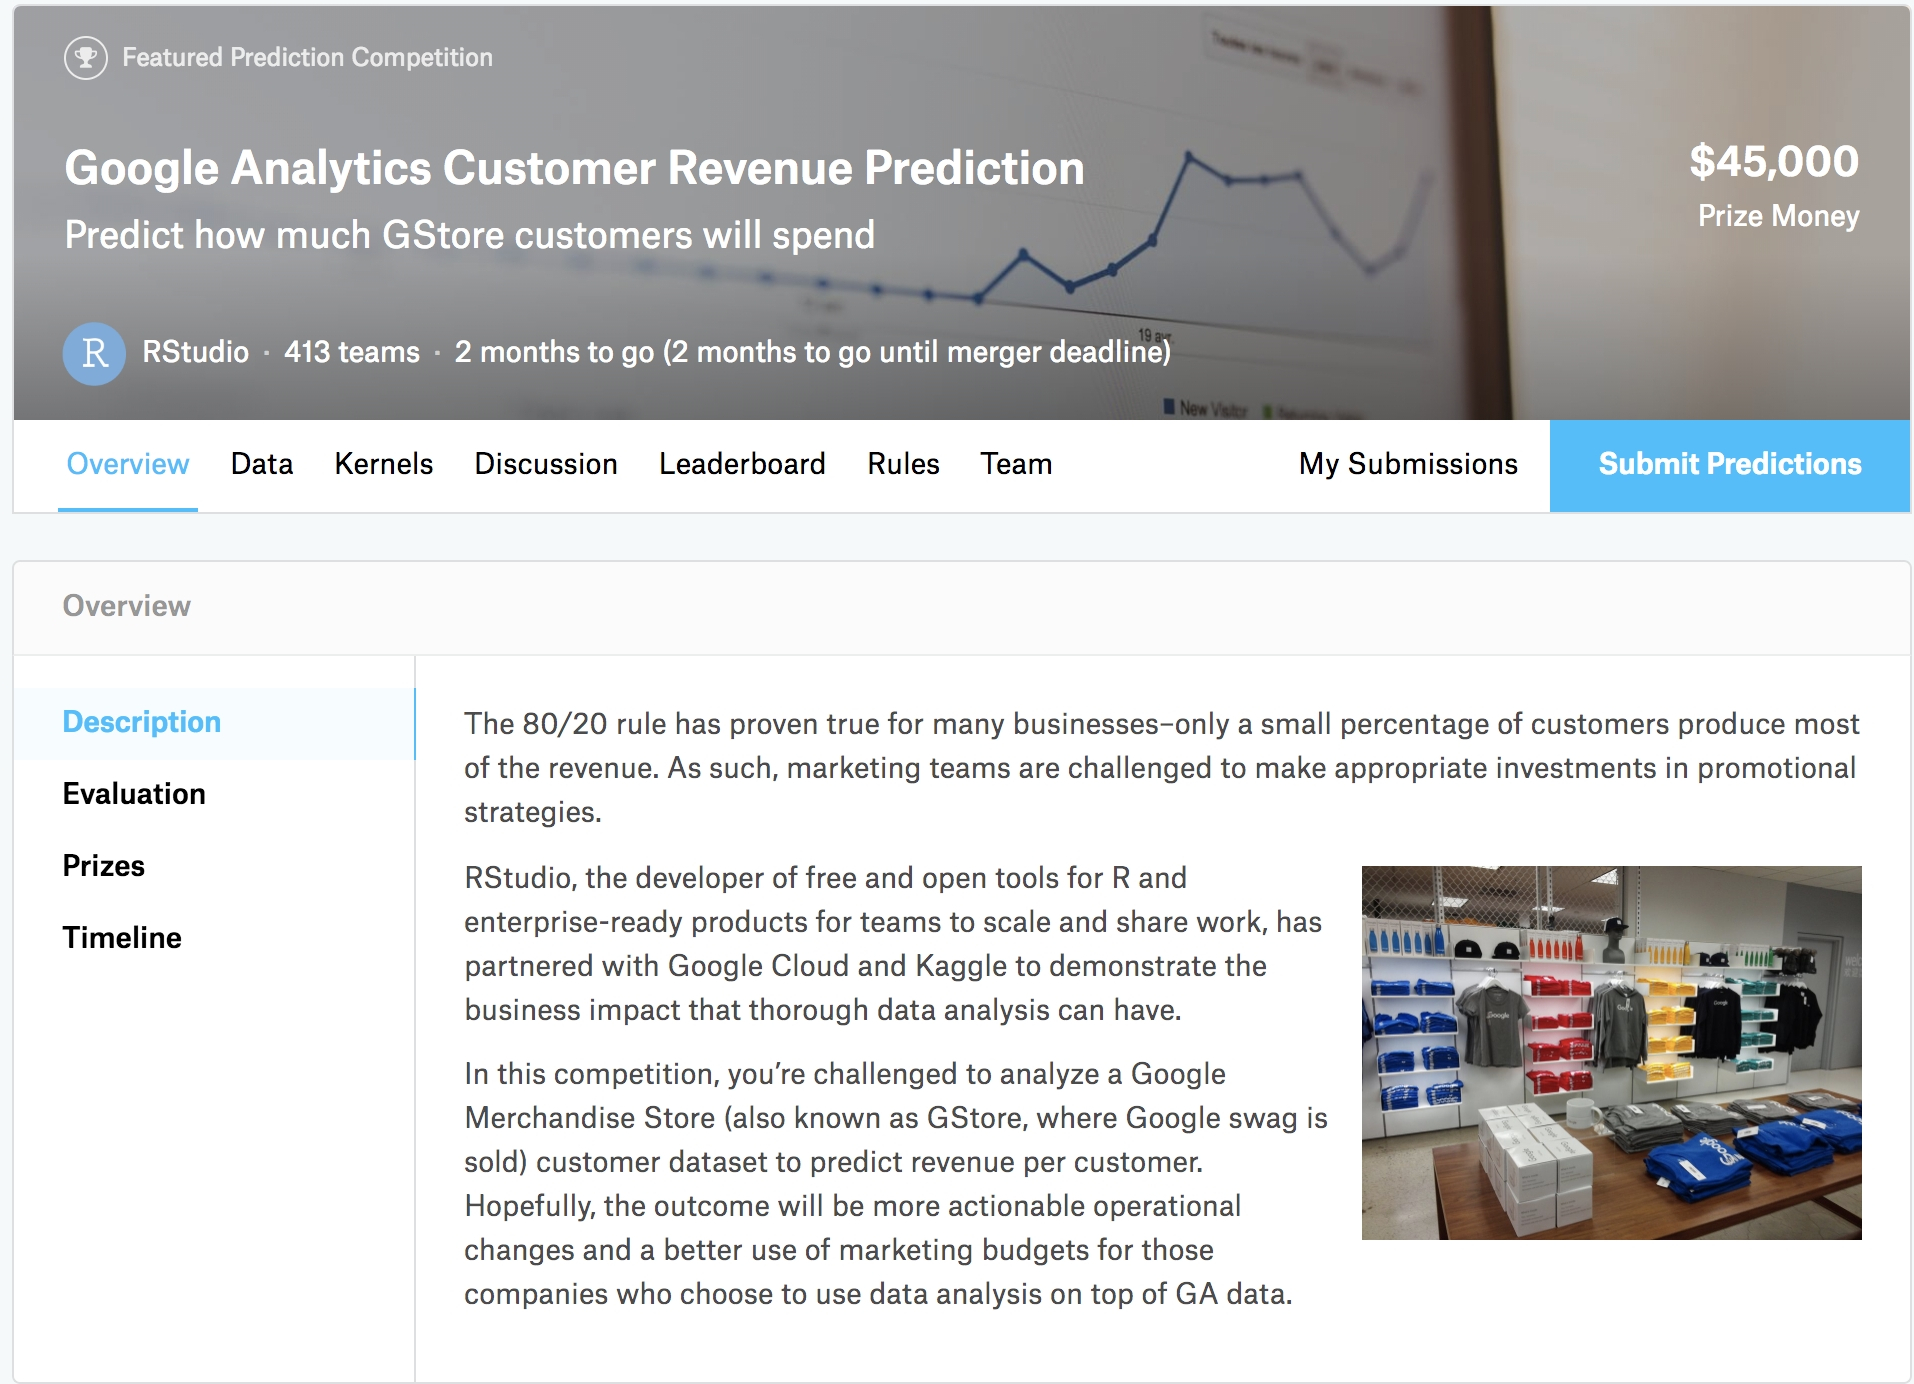 Featured Prediction Competition
Google Analytics Customer Revenue Prediction
$45,000
Predict how much GStore customers will spend
Prize Money
19 avr.
R RStudio · 413 teams · 2 months to go (2 months to go until merger deadline)
New Visitor
Overview Data Kernels Discussion Leaderboard Rules Team My Submissions Submit Predictions
Overview
Description
Evaluation
Prizes
Timeline
The 80/20 rule has proven true for many businesses–only a small percentage of customers produce most
of the revenue. As such, marketing teams are challenged to make appropriate investments in promotional
strategies.
RStudio, the developer of free and open tools for R and
enterprise-ready products for teams to scale and share work, has
partnered with Google Cloud and Kaggle to demonstrate the
business impact that thorough data analysis can have.
In this competition, you’re challenged to analyze a Google
Merchandise Store (also known as GStore, where Google swag is
sold) customer dataset to predict revenue per customer.
Hopefully, the outcome will be more actionable operational
changes and a better use of marketing budgets for those
companies who choose to use data analysis on top of GA data.
Google
Google
Google